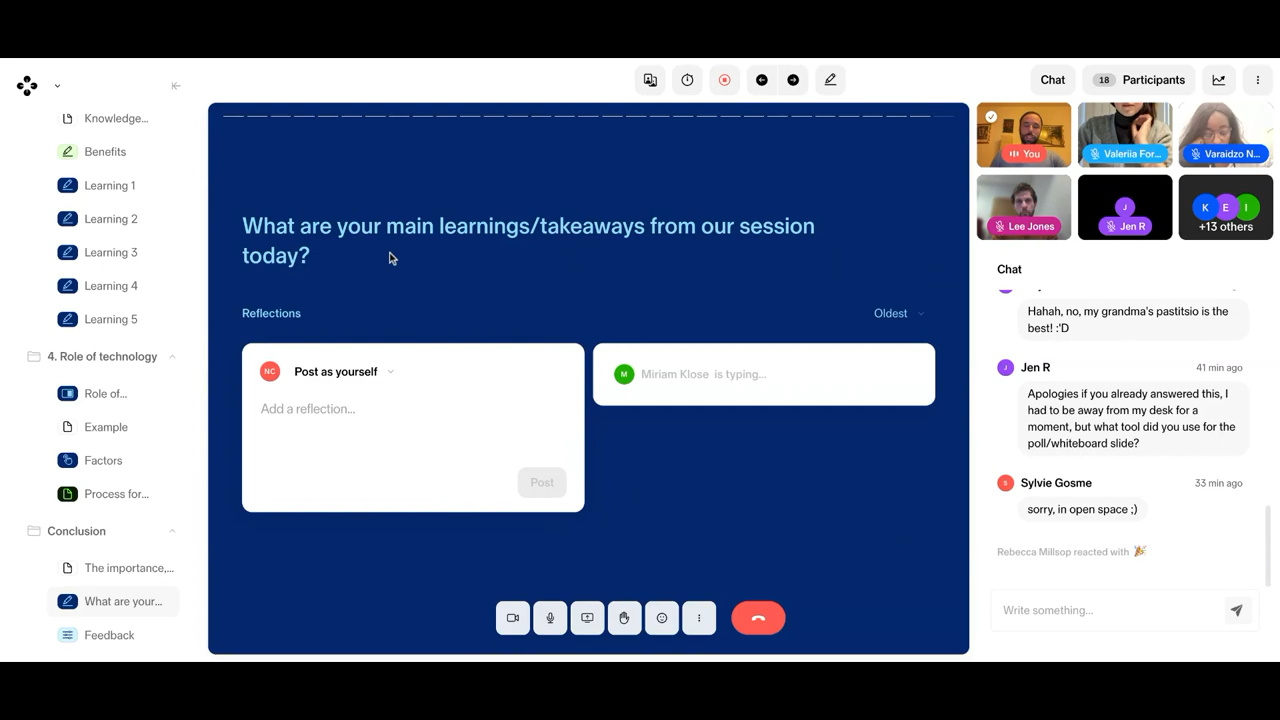 Chat
18 Participants
Knowledge...
Benefits
Learning 1
Learning 2
Learning 3
Learning 4
Learning 5
4. Role of technology
Role of...
Example
Factors
Process for...
Conclusion
The importance,...
What are your...
Feedback
What are your main learnings/takeaways from our session
today?
Reflections
Oldest
NC Post as yourself
Add a reflection...
Post
M Miriam Klose is typing...
You
Valeriia For...
Varaidzo N...
Lee Jones
J
Jen R
K E I
+13 others
Chat
Hahah, no, my grandma's pastitsio is the
best! :'D
J Jen R 41 min ago
Apologies if you already answered this, I
had to be away from my desk for a
moment, but what tool did you use for the
poll/whiteboard slide?
S Sylvie Gosme 33 min ago
sorry, in open space ;)
Rebecca Millsop reacted with 🎉
Write something...